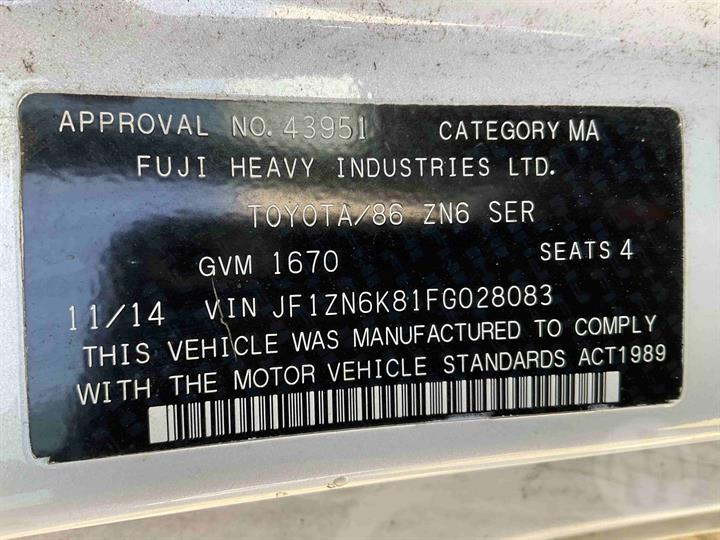 APPROVAL NO. 43951 CATEGORY MA
FUJI HEAVY INDUSTRIES LTD.
TOYOTA/86 ZN6 SER
GVM 1670 SEATS 4
11/14 VIN JF1ZN6K81FG028083
THIS VEHICLE WAS MANUFACTURED TO COMPLY
WITH THE MOTOR VEHICLE STANDARDS ACT1989